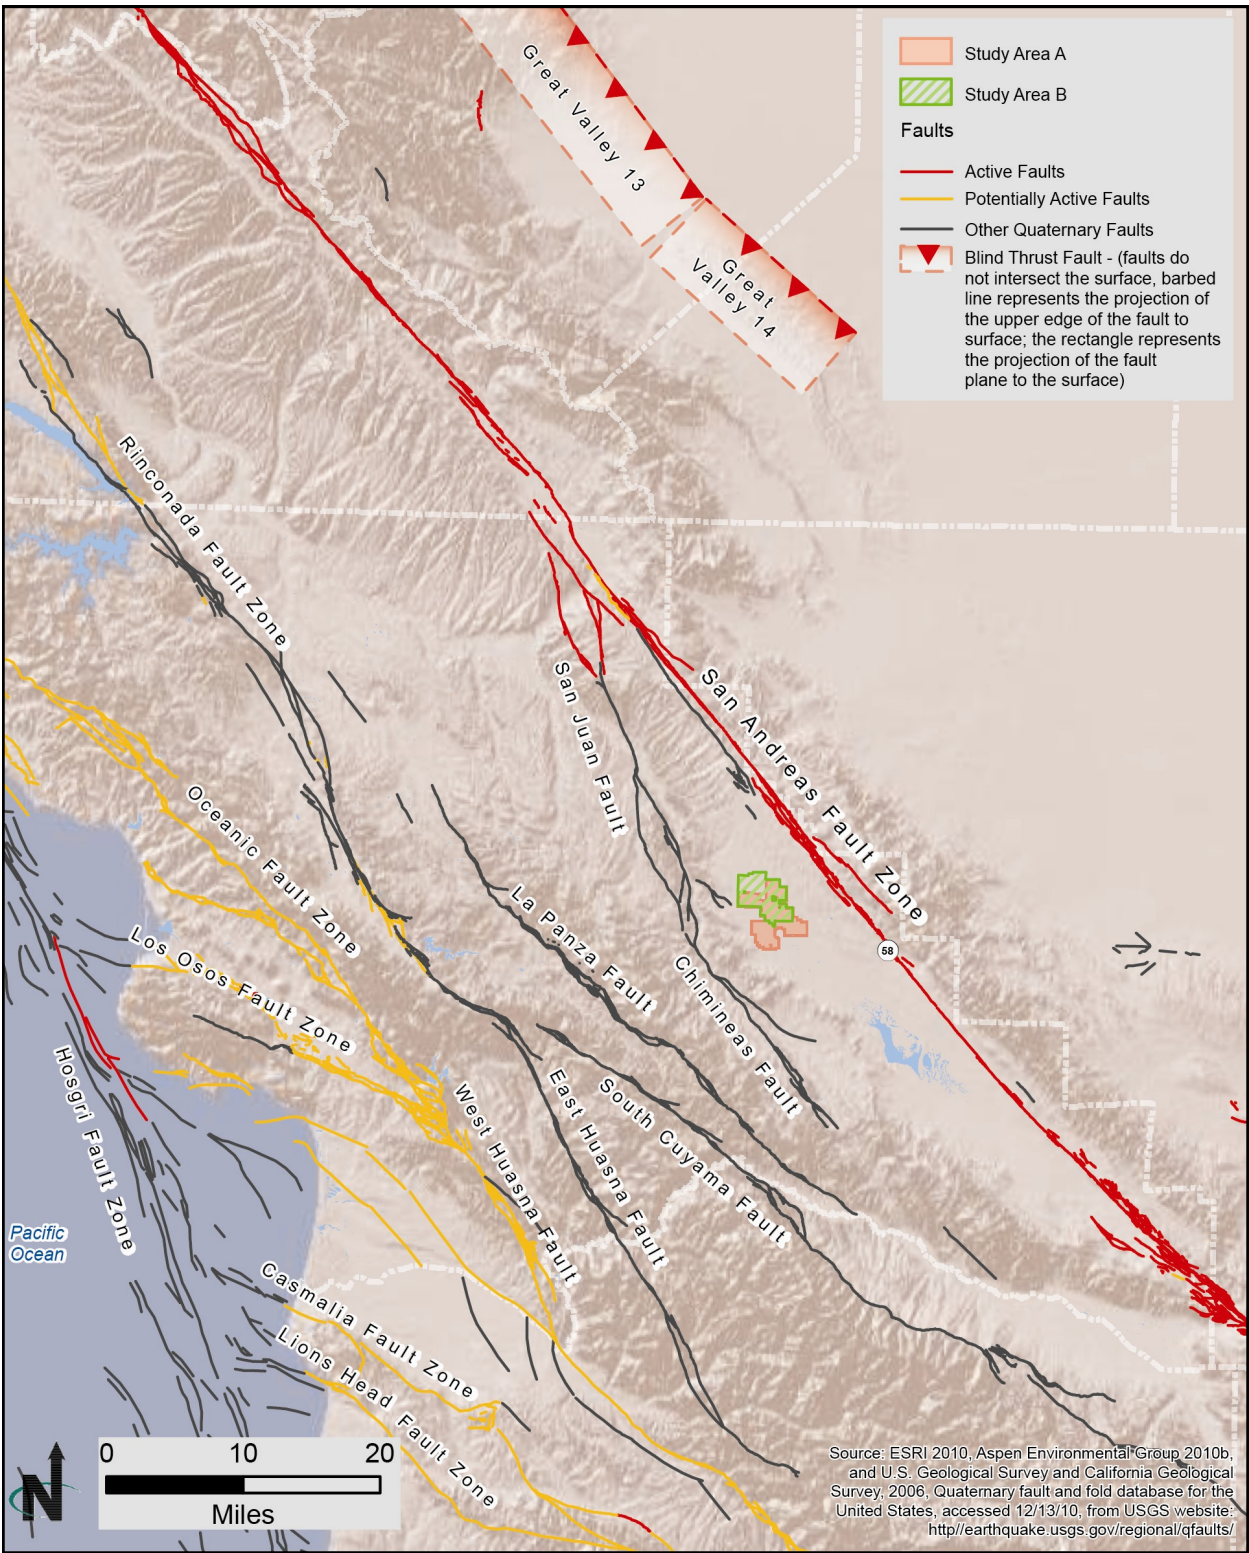 Great Valley 13
Great
Valley 14
Study Area A
Study Area B
Faults
Active Faults
Potentially Active Faults
Other Quaternary Faults
Blind Thrust Fault - (faults do
not intersect the surface, barbed
line represents the projection of
the upper edge of the fault to
surface; the rectangle represents
the projection of the fault
plane to the surface)
Rinconada Fault Zone
San Andreas Fault Zone
San Juan Fault
Oceanic Fault Zone
La Panza Fault
58
Los Osos Fault Zone
Chimineas Fault
Hosgri Fault Zone
West Huasna Fault
East Huasna Fault
South Cuyama Fault
Pacific
Ocean
Casmalia Fault Zone
Lions Head Fault Zone
N
0 10 20
Miles
Source: ESRI 2010, Aspen Environmental Group 2010b,
and U.S. Geological Survey and California Geological
Survey, 2006, Quaternary fault and fold database for the
United States, accessed 12/13/10, from USGS website:
http//earthquake.usgs.gov/regional/qfaults/